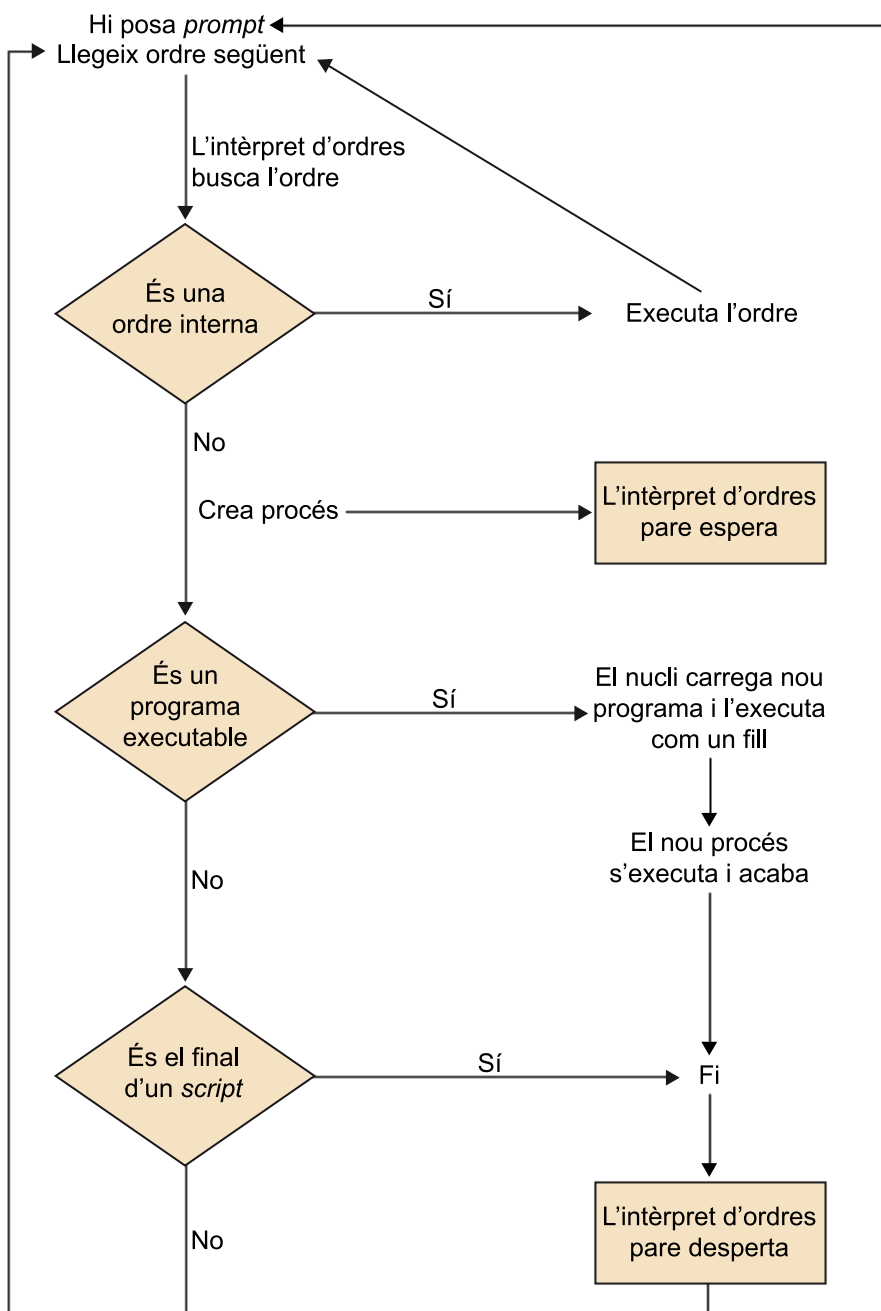 Hi posa prompt
Llegeix ordre següent
L'intèrpret d'ordres
busca l'ordre
És una
ordre interna
Sí
Executa l'ordre
No
Crea procés
L'intèrpret d'ordres
pare espera
És un
programa
executable
Sí
El nucli carrega nou
programa i l'executa
com un fill
El nou procés
s'executa i acaba
No
És el final
d'un script
Sí
Fi
No
L'intèrpret d'ordres
pare desperta